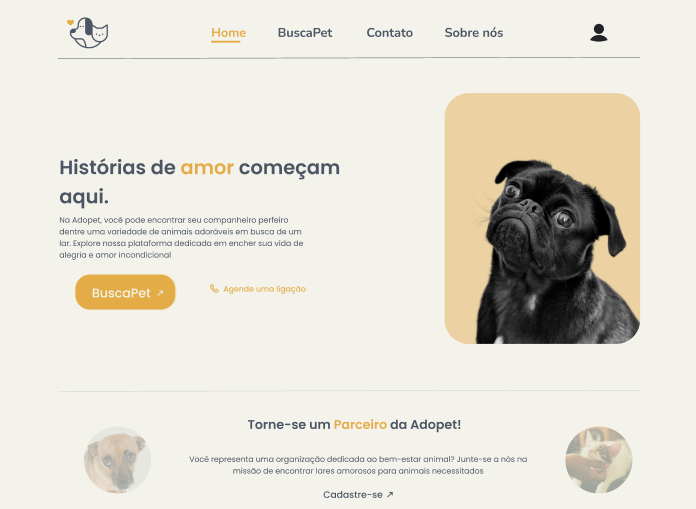 Home BuscaPet Contato Sobre nós
Histórias de amor começam
aqui.
Na Adopet, você pode encontrar seu companheiro perfeiro
dentre uma variedade de animais adoráveis em busca de um
lar. Explore nossa plataforma dedicada em encher sua vida de
alegria e amor incondicional
BuscaPet ↗
Agende uma ligação
Torne-se um Parceiro da Adopet!
Você representa uma organização dedicada ao bem-estar animal? Junte-se a nós na
missão de encontrar lares amorosos para animais necessitados
Cadastre-se ↗